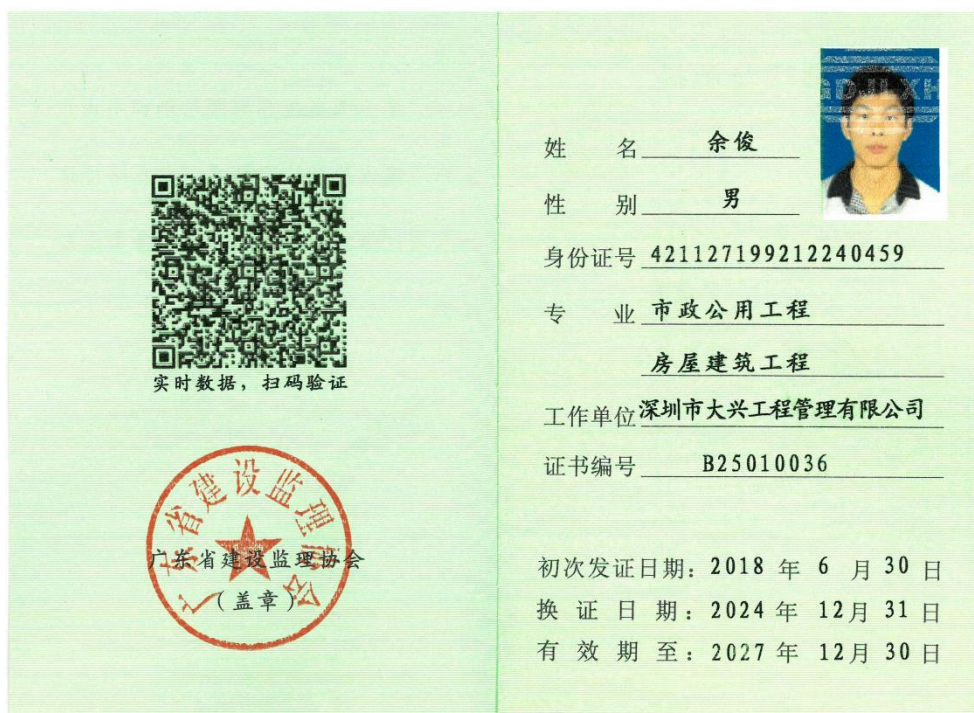 实时数据，扫码验证
广东省建设监理协会
广东省建设监理协会
（盖章）
GDJLXH
姓 名 余俊
性 别 男
身份证号 421127199212240459
专 业 市政公用工程
房屋建筑工程
工作单位 深圳市大兴工程管理有限公司
证书编号 B25010036
初次发证日期：2018 年 6 月 30 日
换 证 日 期：2024 年 12月 31 日
有 效 期 至：2027 年 12月 30 日